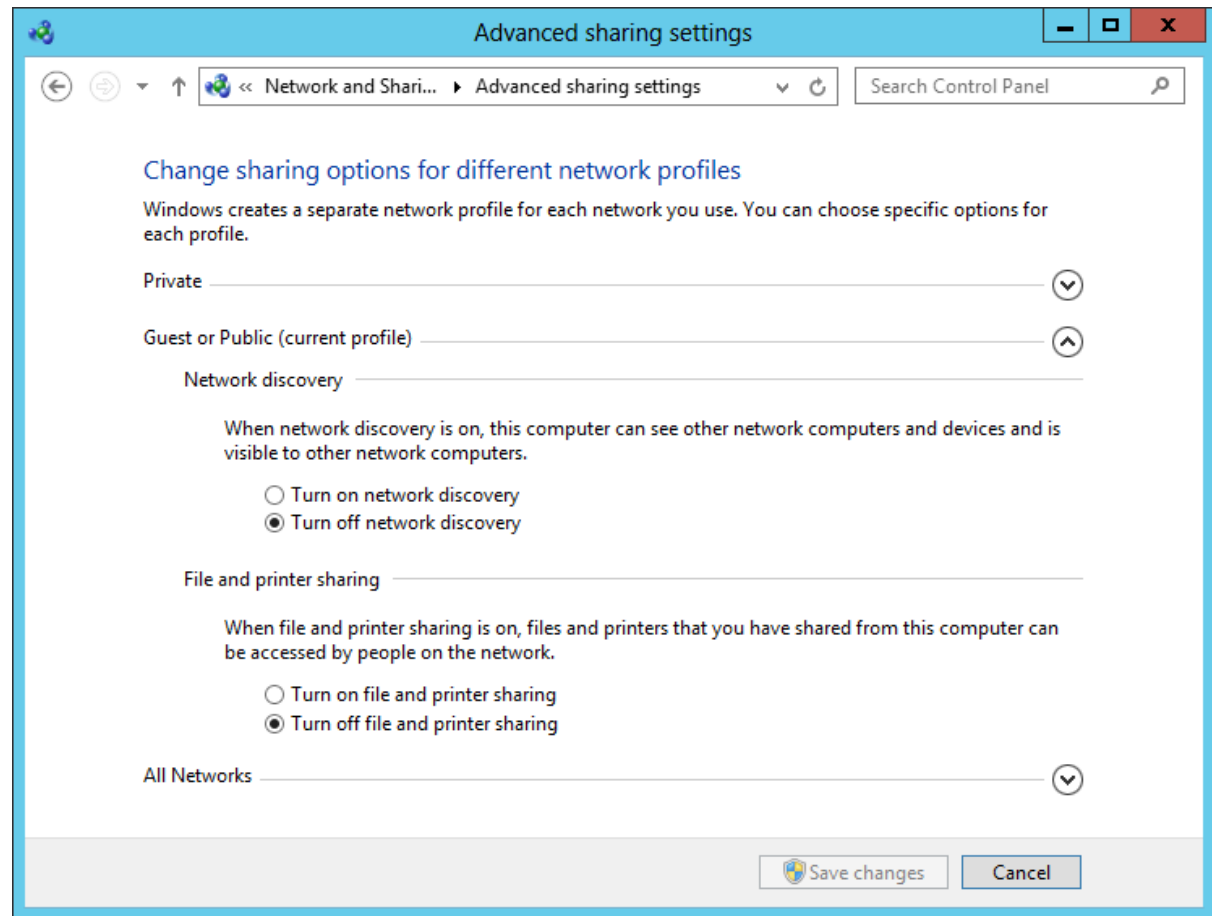 Advanced sharing settings
« Network and Shari... Advanced sharing settings
Search Control Panel
Change sharing options for different network profiles
Windows creates a separate network profile for each network you use. You can choose specific options for
each profile.
Private
Guest or Public (current profile)
Network discovery
When network discovery is on, this computer can see other network computers and devices and is
visible to other network computers.
Turn on network discovery
Turn off network discovery
File and printer sharing
When file and printer sharing is on, files and printers that you have shared from this computer can
be accessed by people on the network.
Turn on file and printer sharing
Turn off file and printer sharing
All Networks
Save changes
Cancel